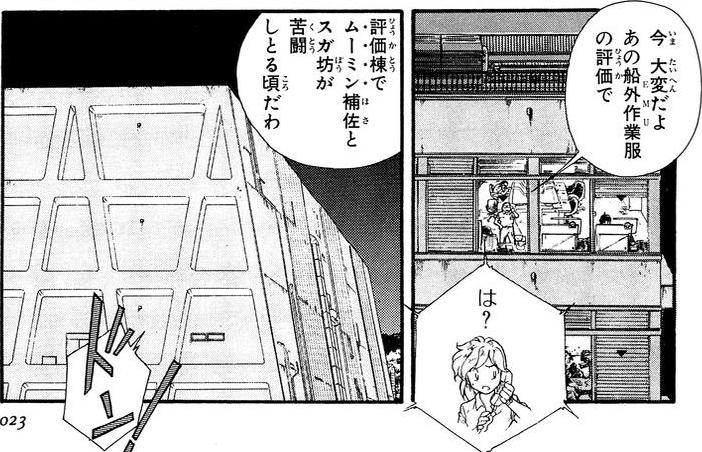 今 大変だよ
あの船外作業服
の評価で
は?
評価棟で
ムーミン補佐と
スガ坊が
苦闘
しとる頃だわ
ドーン
023